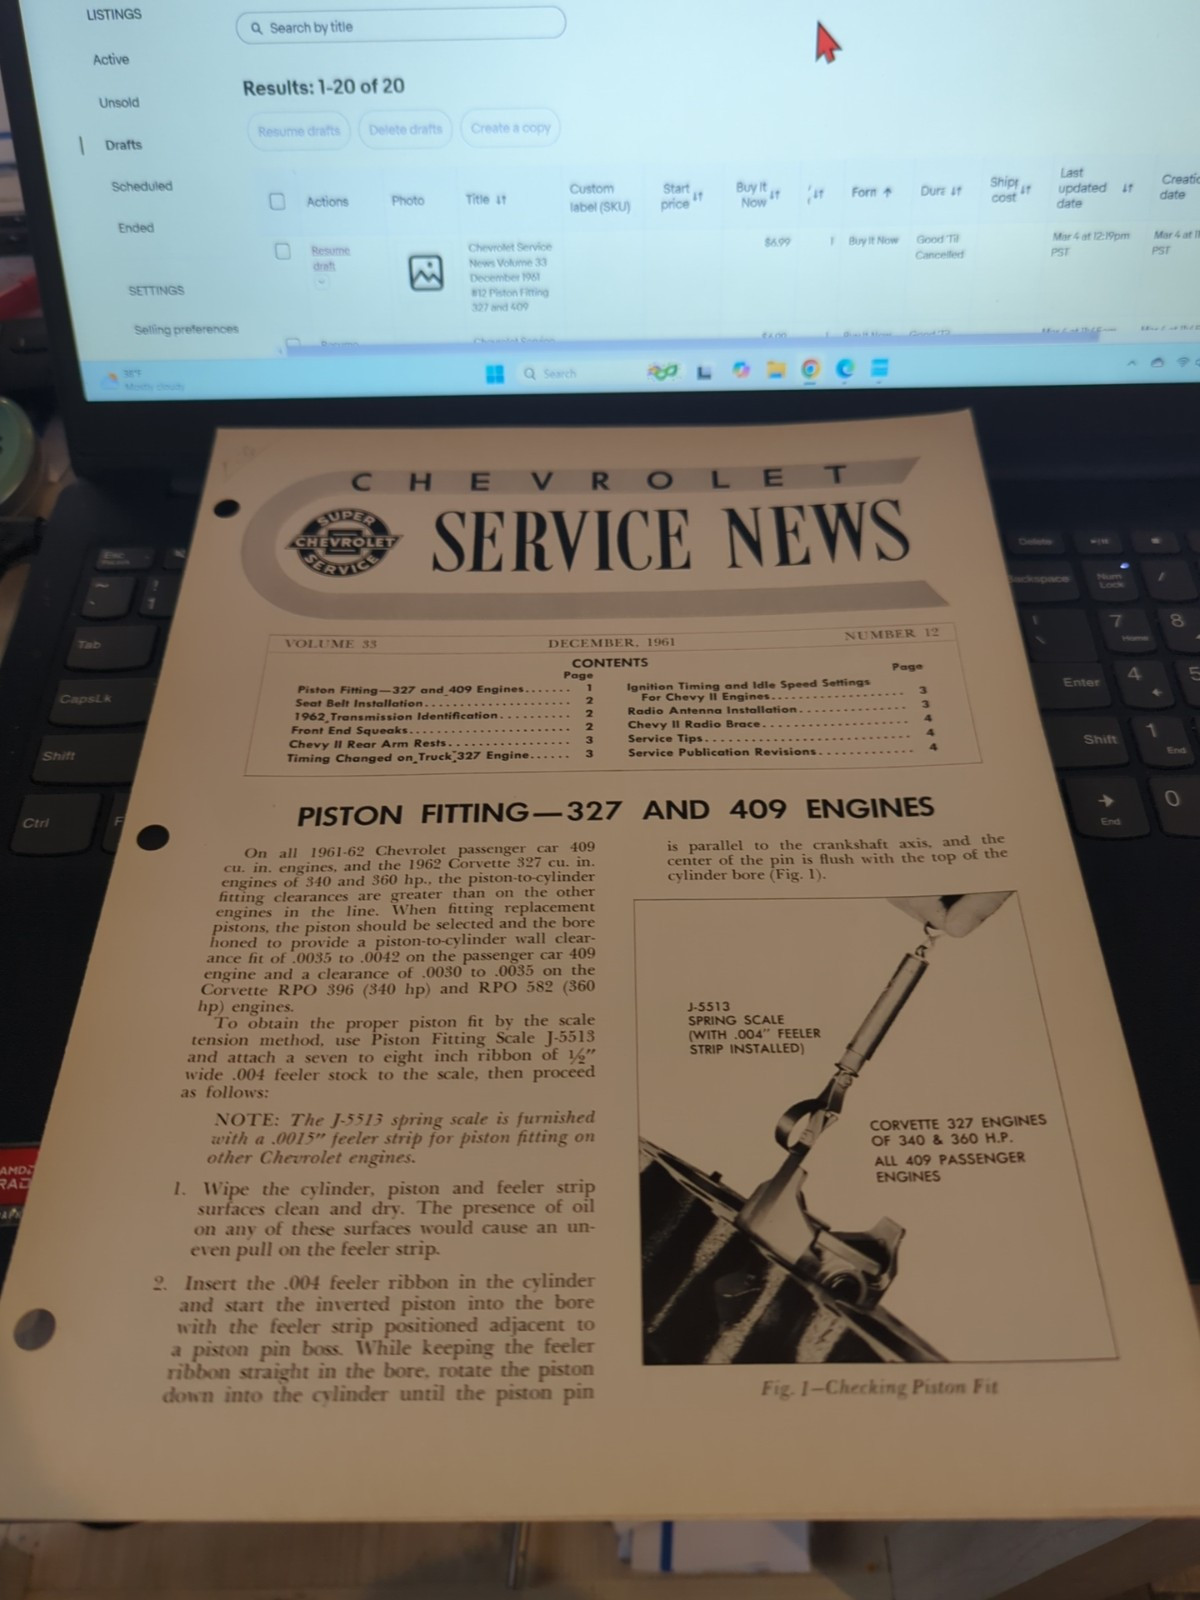 LISTINGS
Active
Unsold
Drafts
Scheduled
Ended
SETTINGS
Selling preferences
Search by title
Results: 1-20 of 20
Resume drafts
Delete drafts
Create a copy
Actions
Photo
Title
Custom label (SKU)
Start price
Buy It Now
Form
Dura
Shipp cost
Last updated date
Creatic date
Resume draft
Chevrolet Service
News Volume 33
December 1961
#12 Piston Fitting
327 and 409
$6.99
1
Buy It Now
Good 'Til
Cancelled
Mar 4 at 12:19pm
PST
Mar 4 at 11
PST
Mostly cloudy
Search
CHEVROLET
SUPER
CHEVROLET
SERVICE
SERVICE NEWS
VOLUME 33 DECEMBER, 1961 NUMBER 12
CONTENTS
Page
Piston Fitting—327 and 409 Engines....... 1
Seat Belt Installation....................... 2
1962 Transmission Identification........... 2
Front End Squeaks......................... 2
Chevy II Rear Arm Rests................... 3
Timing Changed on Truck 327 Engine...... 3
Page
Ignition Timing and Idle Speed Settings
For Chevy II Engines.................... 3
Radio Antenna Installation................. 3
Chevy II Radio Brace...................... 4
Service Tips............................... 4
Service Publication Revisions.............. 4
PISTON FITTING—327 AND 409 ENGINES
On all 1961-62 Chevrolet passenger car 409
cu. in. engines, and the 1962 Corvette 327 cu. in.
engines of 340 and 360 hp., the piston-to-cylinder
fitting clearances are greater than on the other
engines in the line. When fitting replacement
pistons, the piston should be selected and the bore
honed to provide a piston-to-cylinder wall clear-
ance fit of .0035 to .0042 on the passenger car 409
engine and a clearance of .0030 to .0035 on the
Corvette RPO 396 (340 hp) and RPO 582 (360
hp) engines.
To obtain the proper piston fit by the scale
tension method, use Piston Fitting Scale J-5513
and attach a seven to eight inch ribbon of ½"
wide .004 feeler stock to the scale, then proceed
as follows:
NOTE: The J-5513 spring scale is furnished
with a .0015" feeler strip for piston fitting on
other Chevrolet engines.
1. Wipe the cylinder, piston and feeler strip
surfaces clean and dry. The presence of oil
on any of these surfaces would cause an un-
even pull on the feeler strip.
2. Insert the .004 feeler ribbon in the cylinder
and start the inverted piston into the bore
with the feeler strip positioned adjacent to
a piston pin boss. While keeping the feeler
ribbon straight in the bore, rotate the piston
down into the cylinder until the piston pin
is parallel to the crankshaft axis, and the
center of the pin is flush with the top of the
cylinder bore (Fig. 1).
J-5513
SPRING SCALE
(WITH .004" FEELER
STRIP INSTALLED)
CORVETTE 327 ENGINES
OF 340 & 360 H.P.
ALL 409 PASSENGER
ENGINES
Fig. 1—Checking Piston Fit
Esc
Tab
CapsLk
Shift
Ctrl
Delete
Backspace
Num
Lock
/
7
Home
8
Enter
4
5
Shift
1
End
End
0
AMD